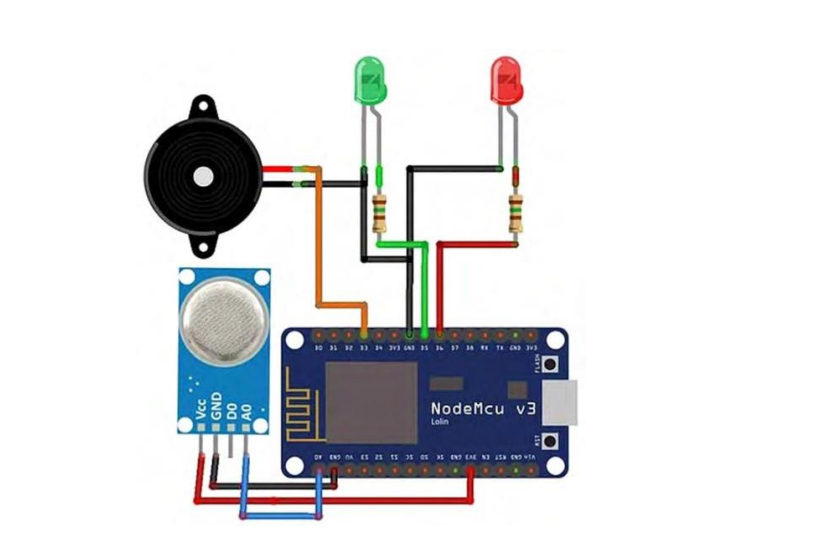 D0 D1 D2 D3 D4 3V3 GND D5 D6 D7 D8 RX TX GND 3V3
FLASH
Vcc GND D0 A0
NodeMcu v3
Lolin
RST
A0 GND VU S3 S2 S1 SC S0 SK GND 3V3 EN RST GND Vin